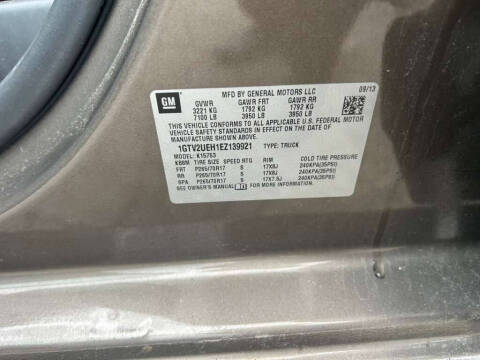 GM
MFD BY GENERAL MOTORS LLC
09/13
GVWR GAWR FRT GAWR RR
3221 KG 1792 KG 1792 KG
7100 LB 3950 LB 3950 LB
THIS VEHICLE CONFORMS TO ALL APPLICABLE U.S. FEDERAL MOTOR
VEHICLE SAFETY STANDARDS IN EFFECT ON THE DATE OF
MANUFACTURE SHOWN ABOVE.
1GTV2UEH1EZ139921 TYPE: TRUCK
MODEL: K15753
TIRE SIZE SPEED RTG RIM COLD TIRE PRESSURE
FRT P265/70R17 S 17X8J 240KPA(35PSI)
RR P265/70R17 S 17X8J 240KPA(35PSI)
SPA P265/70R17 S 17X7.5J 240KPA(35PSI)
SEE OWNER'S MANUAL